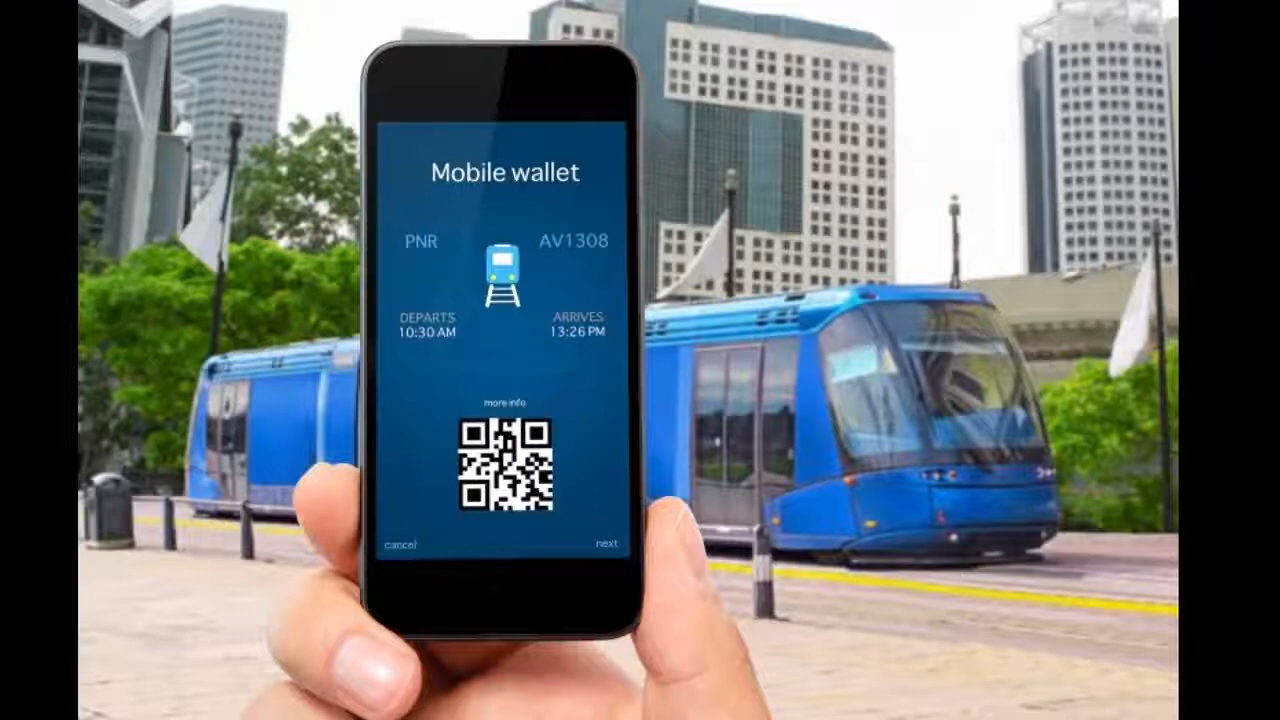 Mobile wallet
PNR AV1308
DEPARTS ARRIVES
10:30 AM 13:26 PM
more info
cancel next